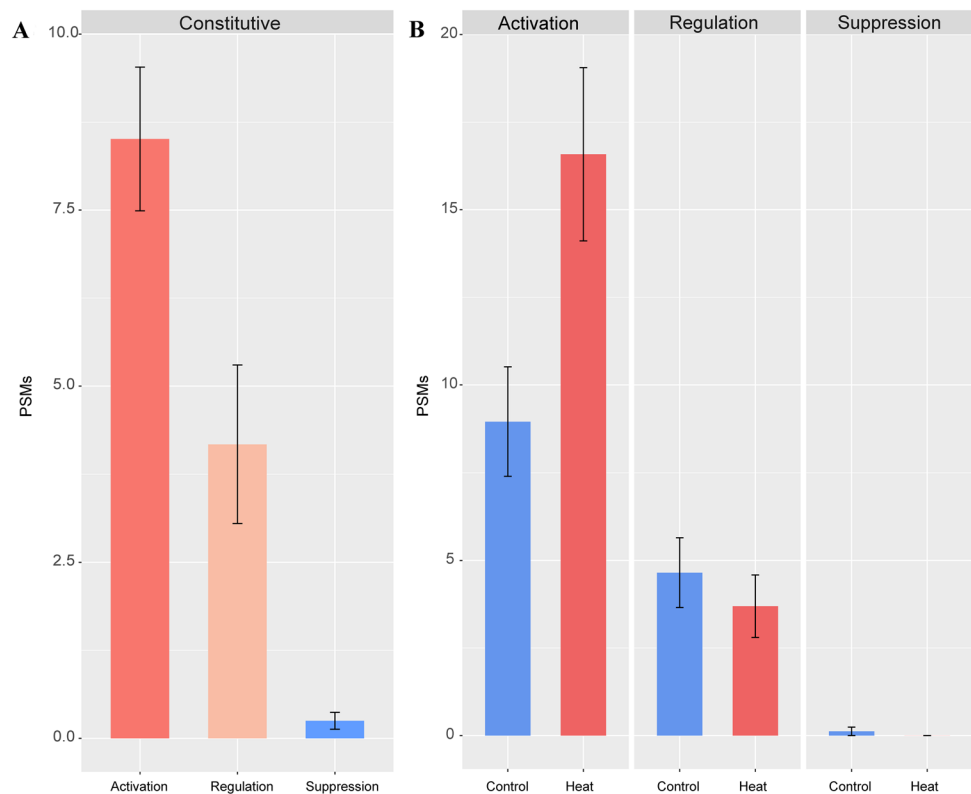 A
Constitutive
10.0
7.5
5.0
2.5
0.0
PSMs
Activation Regulation Suppression
B
Activation Regulation Suppression
20
15
10
5
0
PSMs
Control Heat Control Heat Control Heat